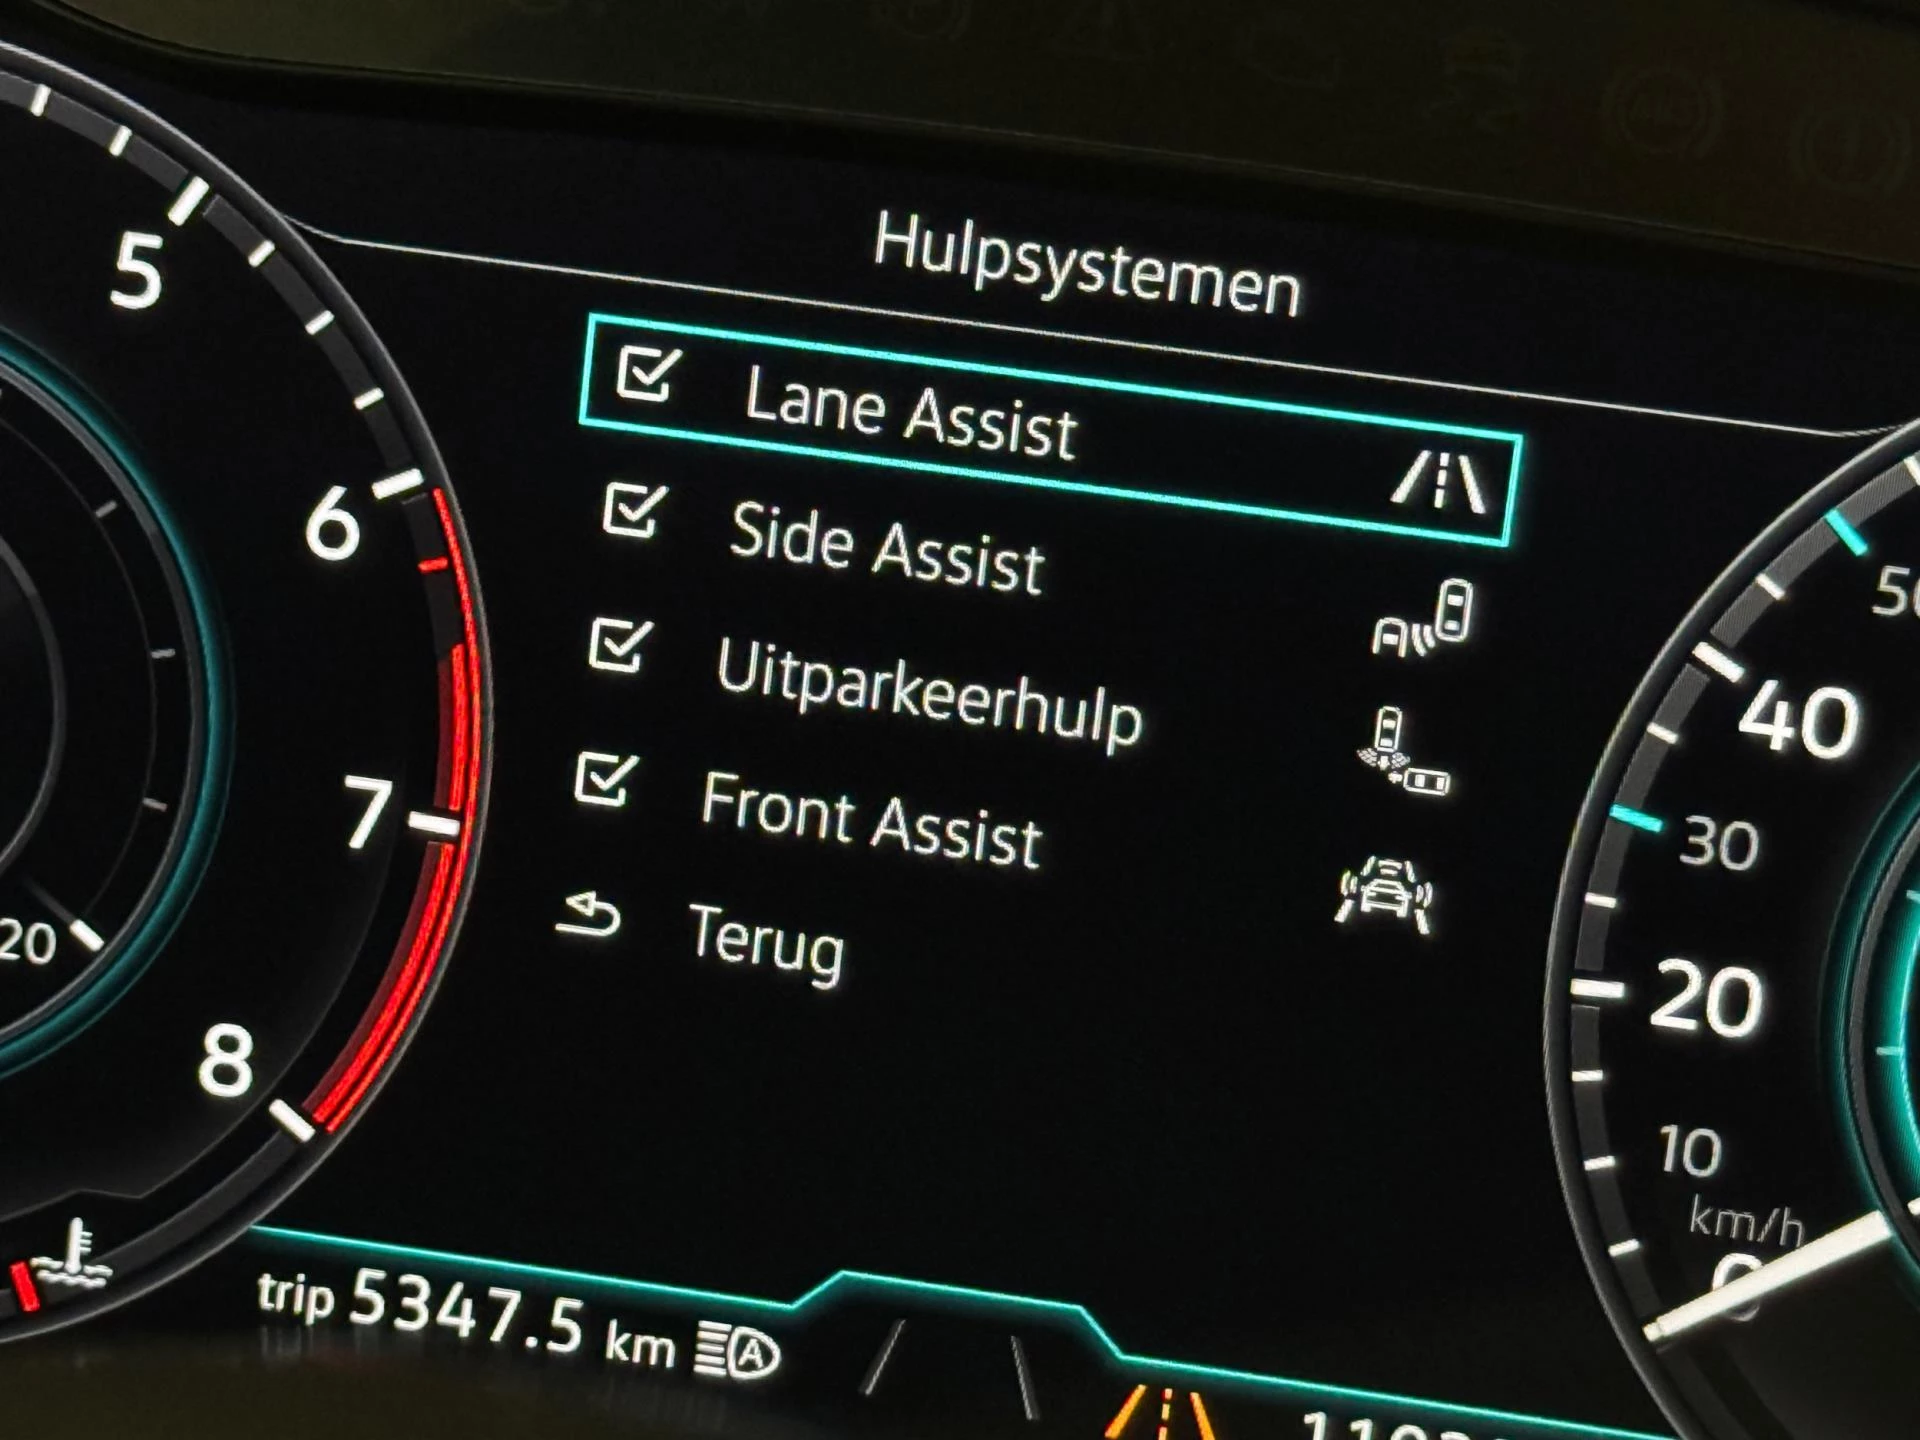 Hulpsystemen
Lane Assist
Side Assist
Uitparkeerhulp
Front Assist
Terug
5
6
7
8
20
40
30
20
10
km/h
0
trip 5347.5 km
A